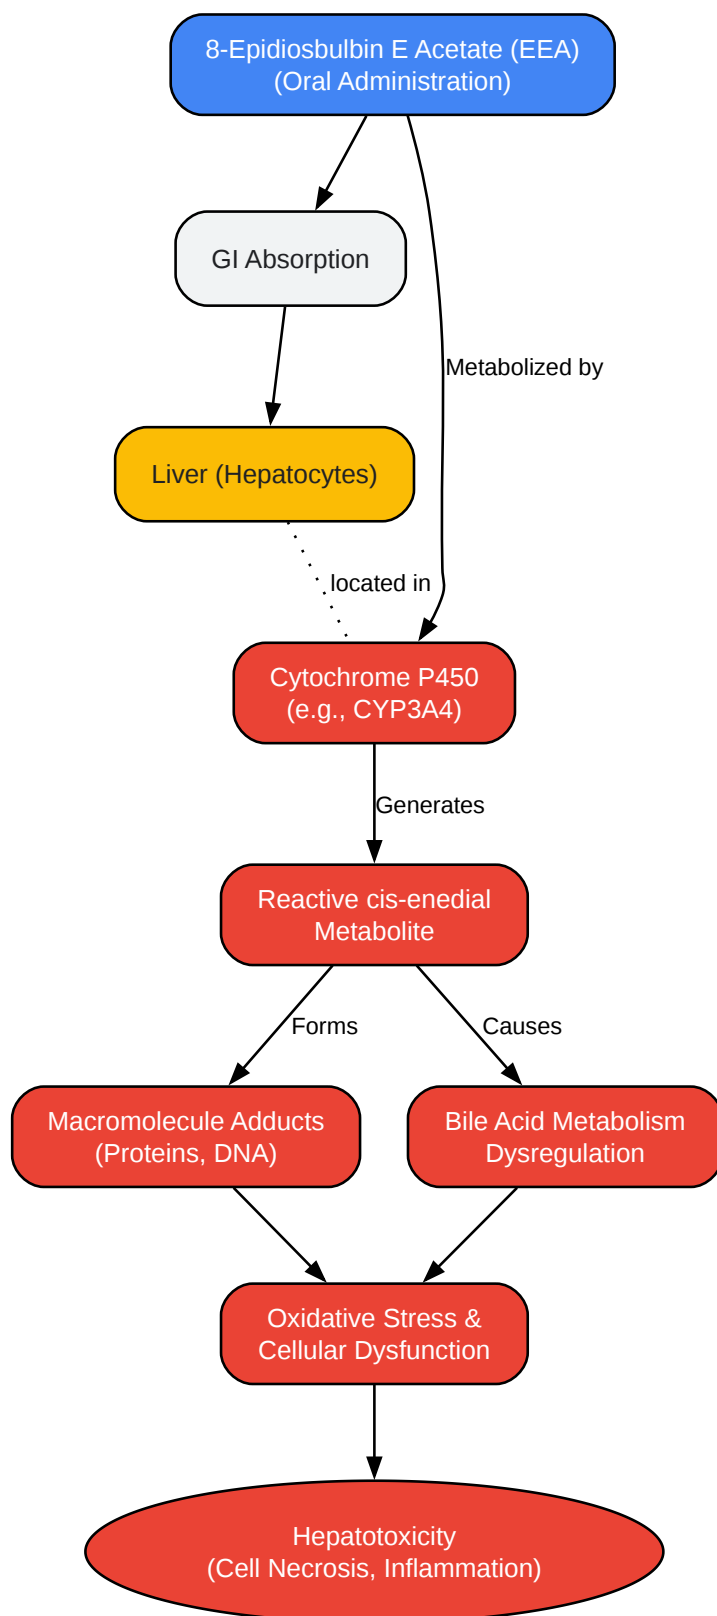 8-Epidiosbulbin E Acetate (EEA)
(Oral Administration)
GI Absorption
Metabolized by
Liver (Hepatocytes)
located in
Cytochrome P450
(e.g., CYP3A4)
Generates
Reactive cis-enedial
Metabolite
Forms
Causes
Macromolecule Adducts
(Proteins, DNA)
Bile Acid Metabolism
Dysregulation
Oxidative Stress &
Cellular Dysfunction
Hepatotoxicity
(Cell Necrosis, Inflammation)